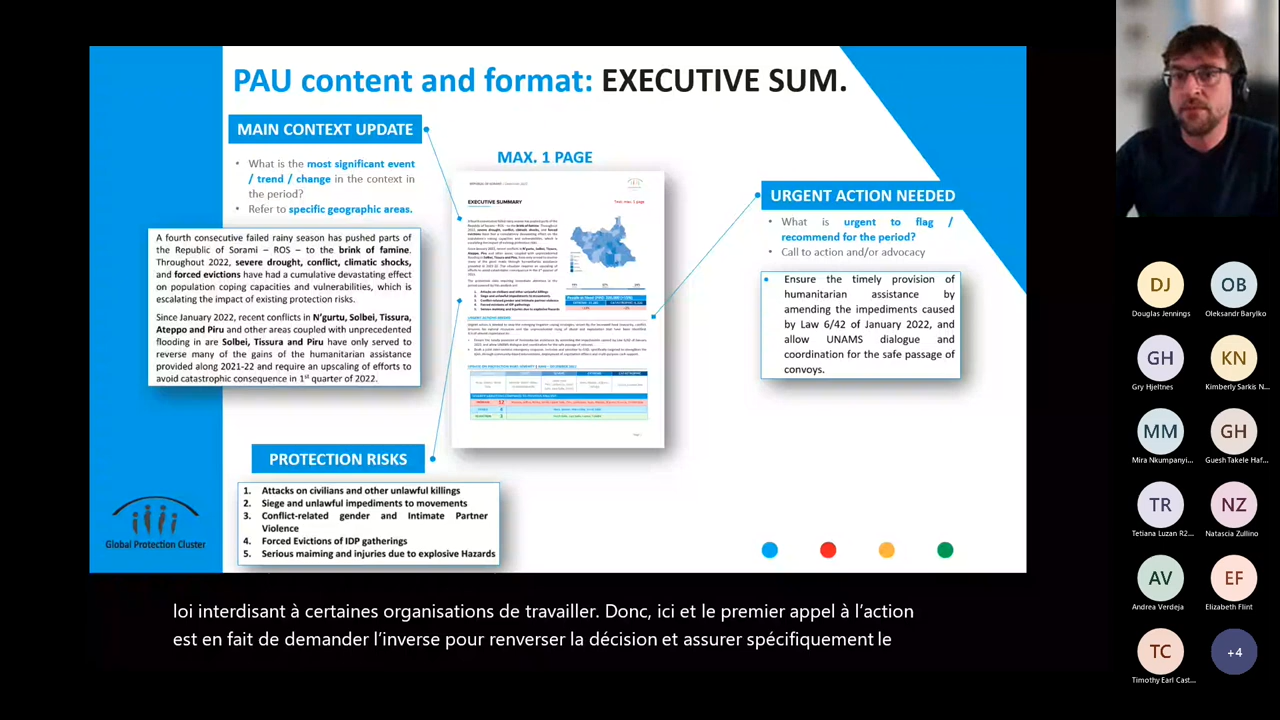 PAU content and format: EXECUTIVE SUM.
MAIN CONTEXT UPDATE
• What is the most significant event
/ trend / change in the context in
the period?
• Refer to specific geographic areas.
A fourth consecutive failed rainy season has pushed parts of
the Republic of Sorami – ROS – to the brink of famine.
Throughout 2022, severe drought, conflict, climatic shocks,
and forced evictions have had a cumulative devastating effect
on population coping capacities and vulnerabilities, which is
escalating the impact of existing protection risks.
Since January 2022, recent conflicts in N'gurtu, Solbei, Tissura,
Ateppo and Piru and other areas coupled with unprecedented
flooding in are Solbei, Tissura and Piru have only served to
reverse many of the gains of the humanitarian assistance
provided along 2021-22 and require an upscaling of efforts to
avoid catastrophic consequence in 1st quarter of 2022.
PROTECTION RISKS
1. Attacks on civilians and other unlawful killings
2. Siege and unlawful impediments to movements
3. Conflict-related gender and Intimate Partner
Violence
4. Forced Evictions of IDP gatherings
5. Serious maiming and injuries due to explosive Hazards
MAX. 1 PAGE
EXECUTIVE SUMMARY
URGENT ACTION NEEDED
• What is urgent to flag /
recommend for the period?
• Call to action and/or advocacy
• Ensure the timely provision of
humanitarian assistance by
amending the impediments caused
by Law 6/42 of January 2022, and
allow UNAMS dialogue and
coordination for the safe passage of
convoys.
Global Protection Cluster
loi interdisant à certaines organisations de travailler. Donc, ici et le premier appel à l'action
est en fait de demander l'inverse pour renverser la décision et assurer spécifiquement le
DJ
Douglas Jennings
OB
Oleksandr Barylko
GH
Gry Hjeltnes
KN
Kimberly Sarkis N...
MM
Mira Nkumpanyi...
GH
Guesh Takele Haf...
TR
Tetiana Luzan R2...
NZ
Natascia Zullino
AV
Andrea Verdeja
EF
Elizabeth Flint
TC
Timothy Earl Cast...
+4